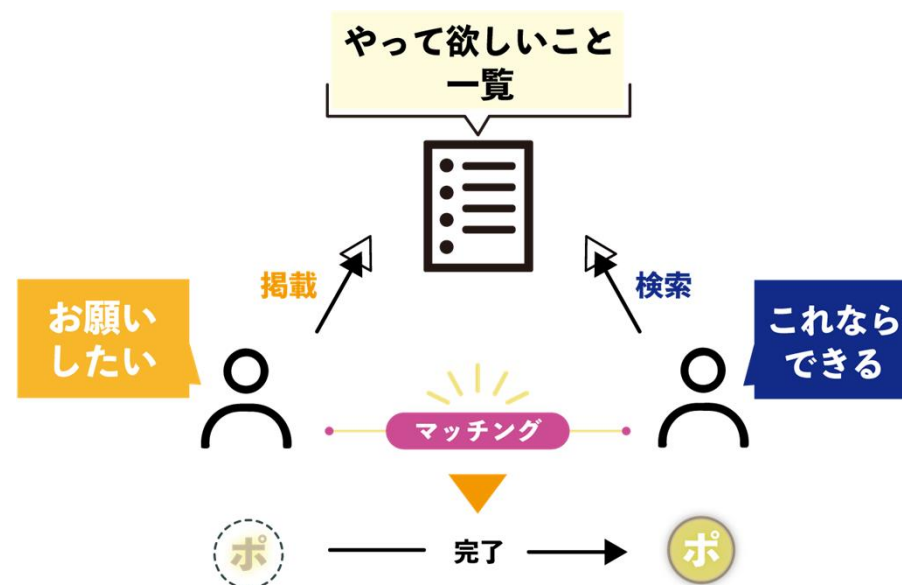 やって欲しいこと
一覧
掲載
検索
お願い
したい
これなら
できる
マッチング
ポ
完了
ポ